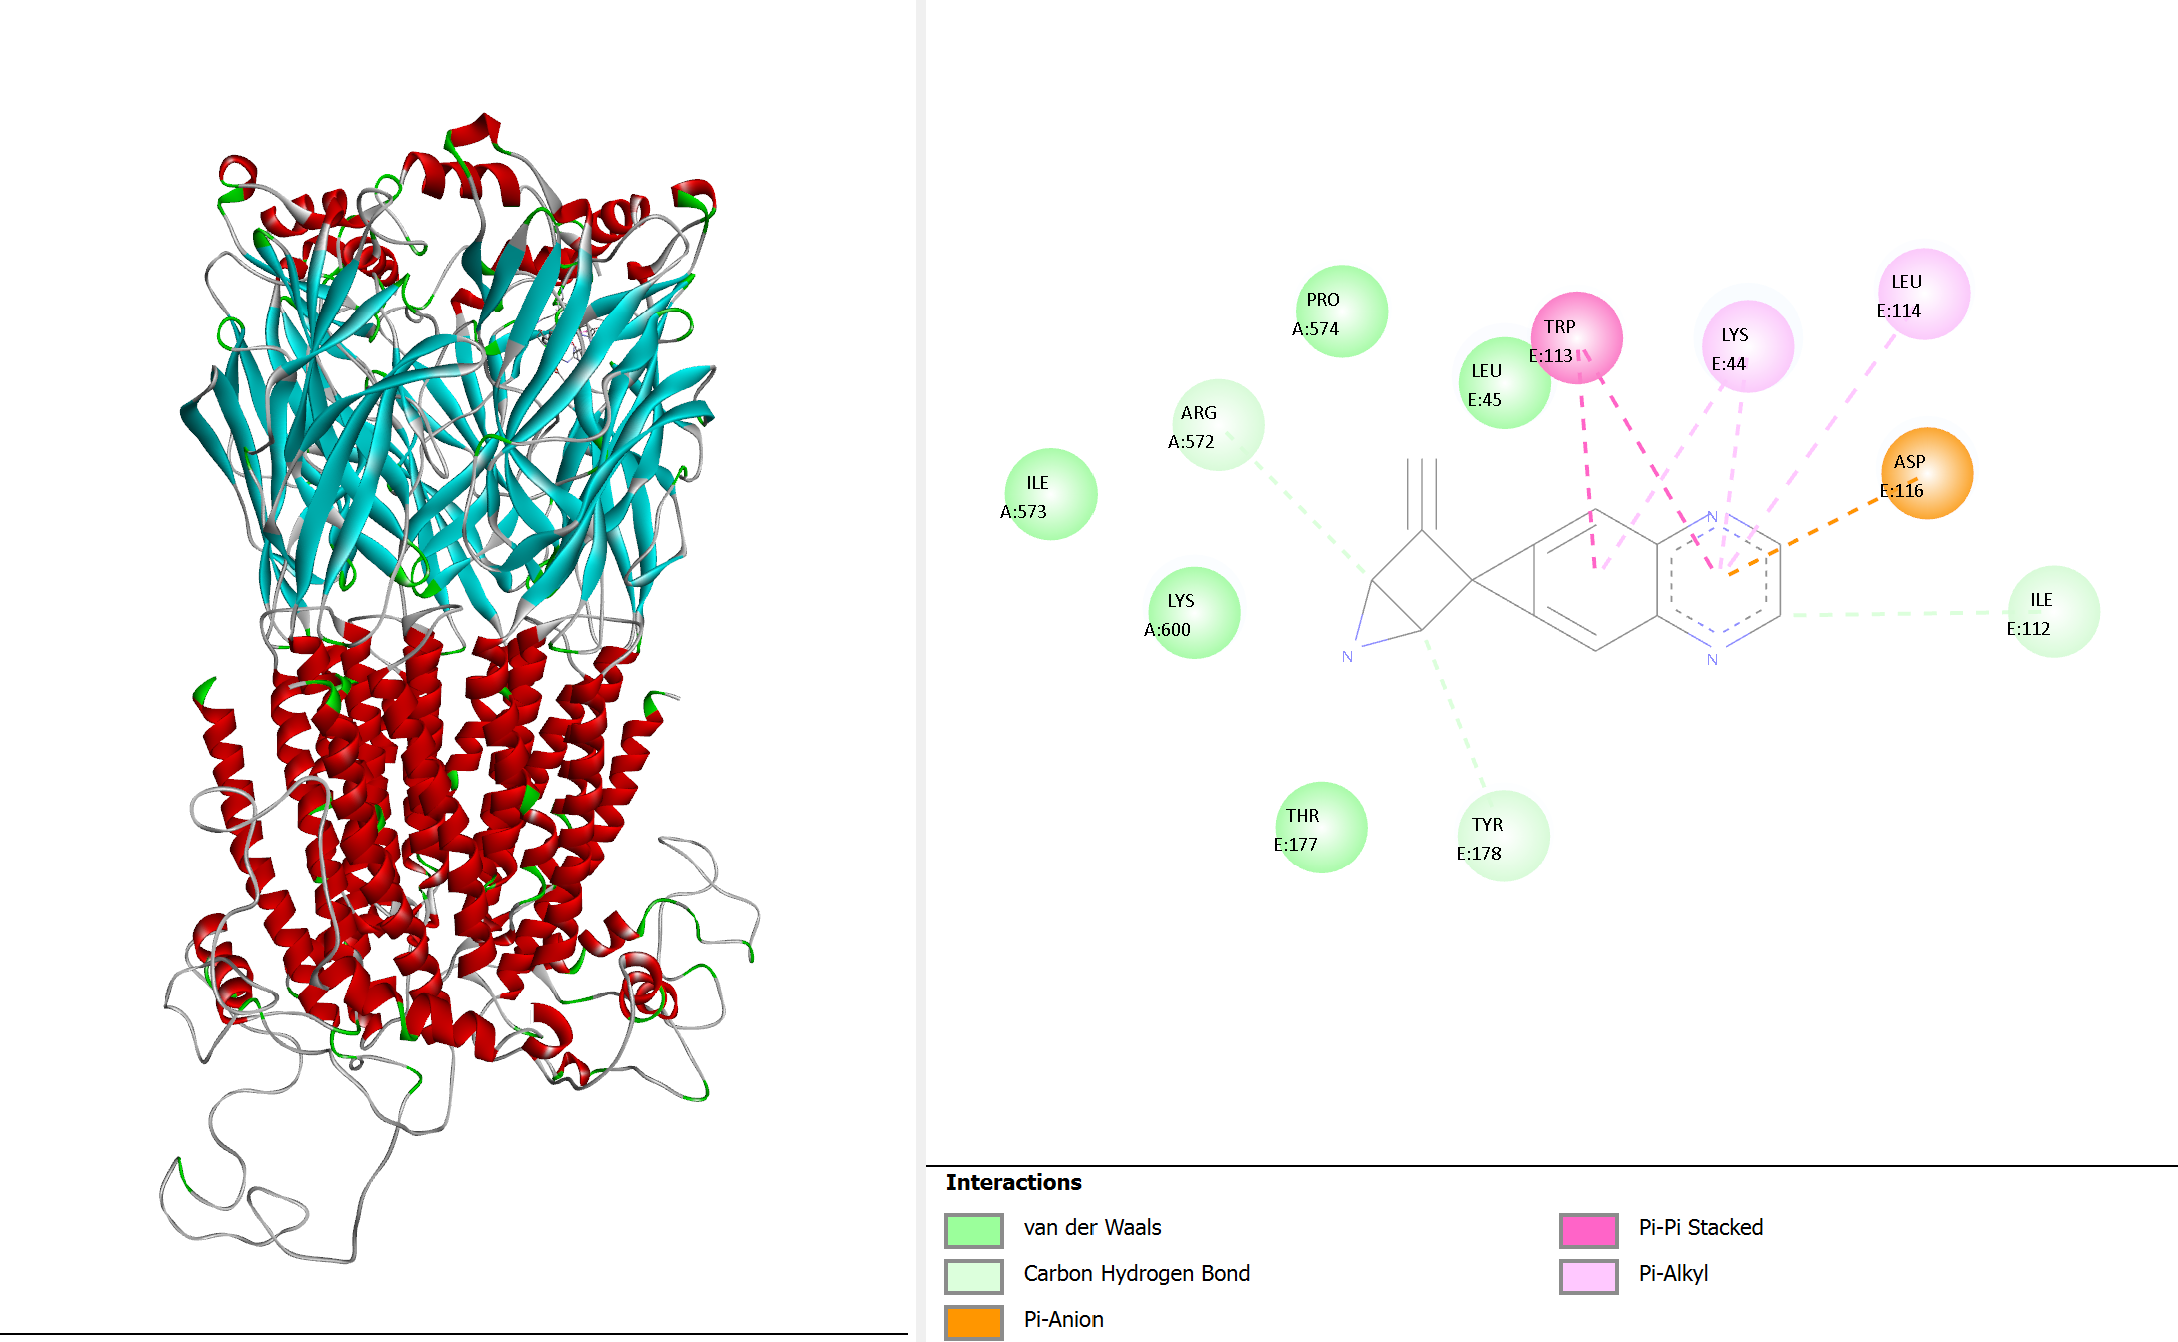 LEU
E:114
PRO
A:574
TRP
E:113
LYS
E:44
LEU
E:45
ARG
A:572
ASP
E:116
ILE
A:573
N
LYS
A:600
ILE
E:112
N
N
THR
E:177
TYR
E:178
Interactions
van der Waals
Carbon Hydrogen Bond
Pi-Anion
Pi-Pi Stacked
Pi-Alkyl